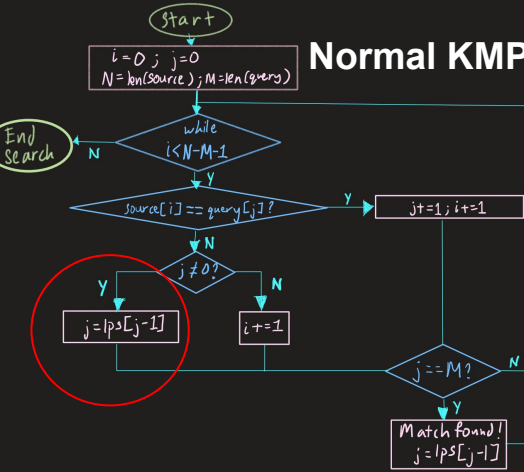 Start
Normal KMP
i=0 ; j=0
N=len(source) ; M=len(query)
while
i<N-M-1
End
search
N
Y
source[i]==query[j]?
Y
j+=1 ; i+=1
N
j≠0?
Y
N
j=lps[j-1]
i+=1
j==M?
N
Y
Match found!
j=lps[j-1]